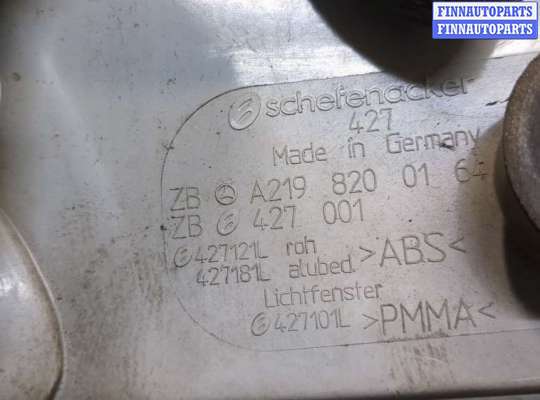 FINNAUTOPARTS
FINNAUTOPARTS
schefenacker
427
Made in Germany
ZB A219 820 01 64
ZB 427 001
427121L roh
427181L alubed. >ABS<
Lichtfenster
427101L >PMMA<